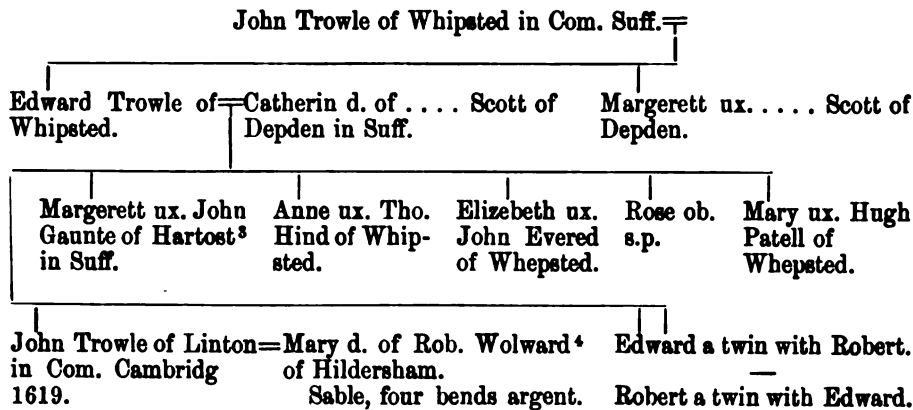 John Trowle of Whipsted in Com. Suff.
Edward Trowle of
Whipsted.
Catherin d. of .... Scott of
Depden in Suff.
Margerett ux. .... Scott of
Depden.
Margerett ux. John
Gaunte of Hartost³
in Suff.
Anne ux. Tho.
Hind of Whip-
sted.
Elizebeth ux.
John Evered
of Whepsted.
Rose ob.
s.p.
Mary ux. Hugh
Patell of
Whepsted.
John Trowle of Linton=Mary d. of Rob. Wolward⁴
in Com. Cambridg
1619.
of Hildersham.
Sable, four bends argent.
Edward a twin with Robert.
—
Robert a twin with Edward.